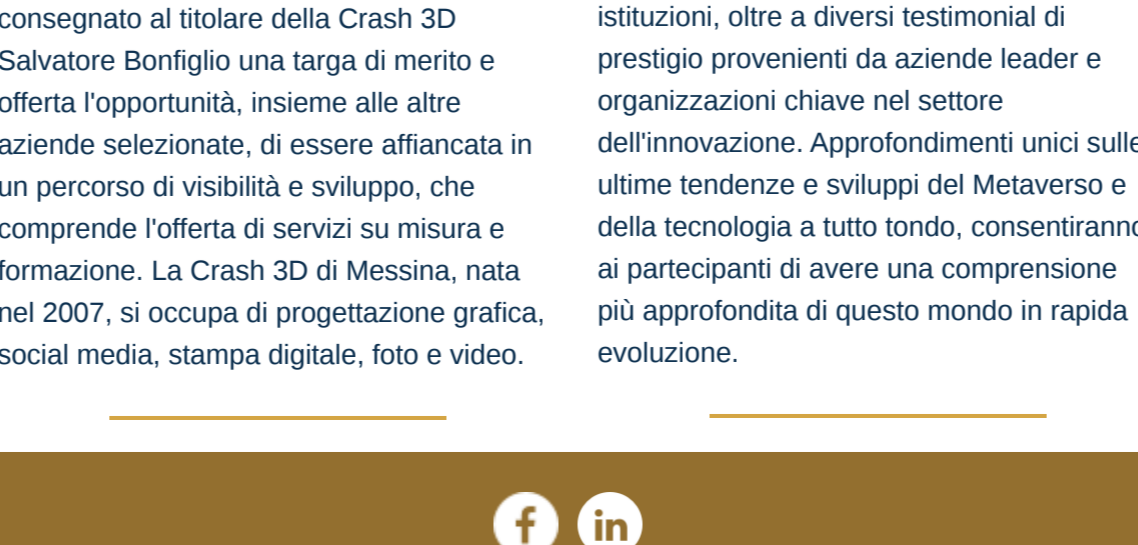 consegnato al titolare della Crash 3D
Salvatore Bonfiglio una targa di merito e
offerta l'opportunità, insieme alle altre
aziende selezionate, di essere affiancata in
un percorso di visibilità e sviluppo, che
comprende l'offerta di servizi su misura e
formazione. La Crash 3D di Messina, nata
nel 2007, si occupa di progettazione grafica,
social media, stampa digitale, foto e video.
istituzioni, oltre a diversi testimonial di
prestigio provenienti da aziende leader e
organizzazioni chiave nel settore
dell'innovazione. Approfondimenti unici sulle
ultime tendenze e sviluppi del Metaverso e
della tecnologia a tutto tondo, consentiranno
ai partecipanti di avere una comprensione
più approfondita di questo mondo in rapida
evoluzione.
f
in